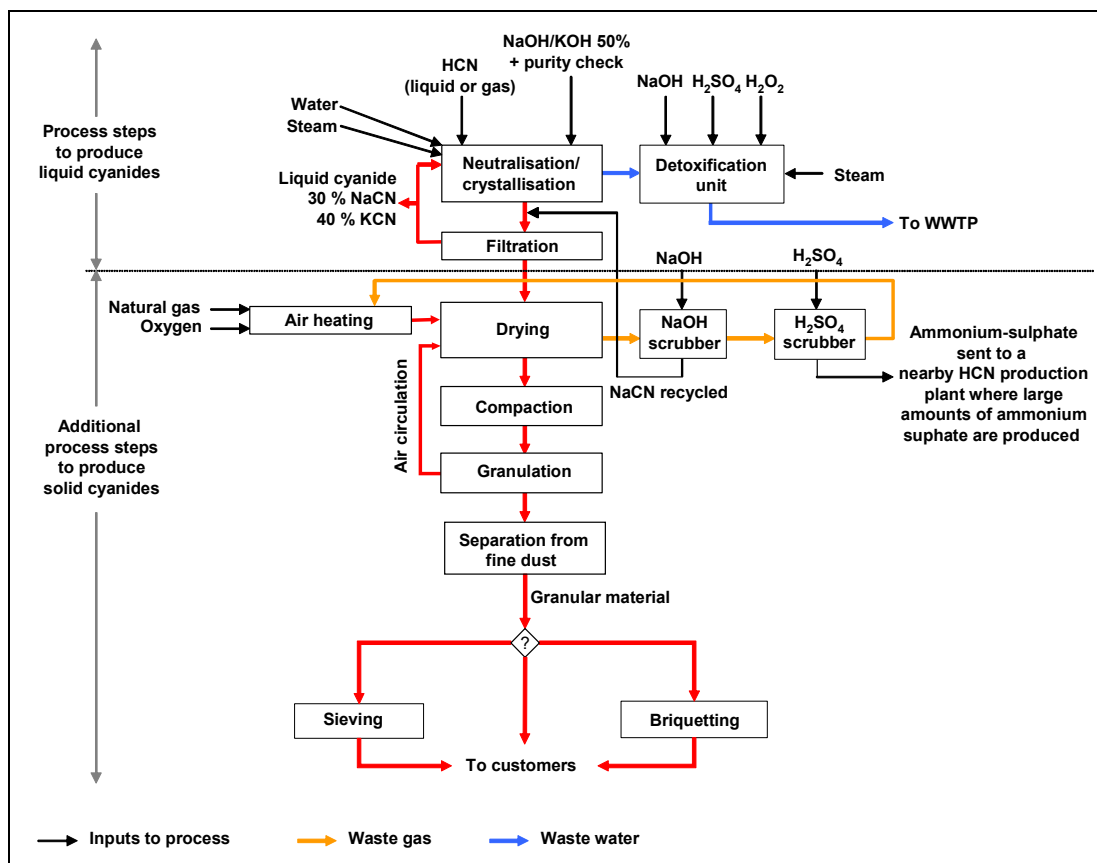 NaOH/KOH 50%
+ purity check
HCN
(liquid or gas)
NaOH
H2SO4
H2O2
Water
Steam
Process steps
to produce
liquid cyanides
Neutralisation/
crystallisation
Detoxification
unit
Steam
Liquid cyanide
30 % NaCN
40 % KCN
To WWTP
Filtration
NaOH
H2SO4
Natural gas
Oxygen
Air heating
Drying
NaOH
scrubber
H2SO4
scrubber
Ammonium-sulphate
sent to a
nearby HCN production
plant where large
amounts of ammonium
suphate are produced
NaCN recycled
Air circulation
Compaction
Additional
process steps
to produce
solid cyanides
Granulation
Separation from
fine dust
Granular material
?
Sieving
Briquetting
To customers
Inputs to process
Waste gas
Waste water